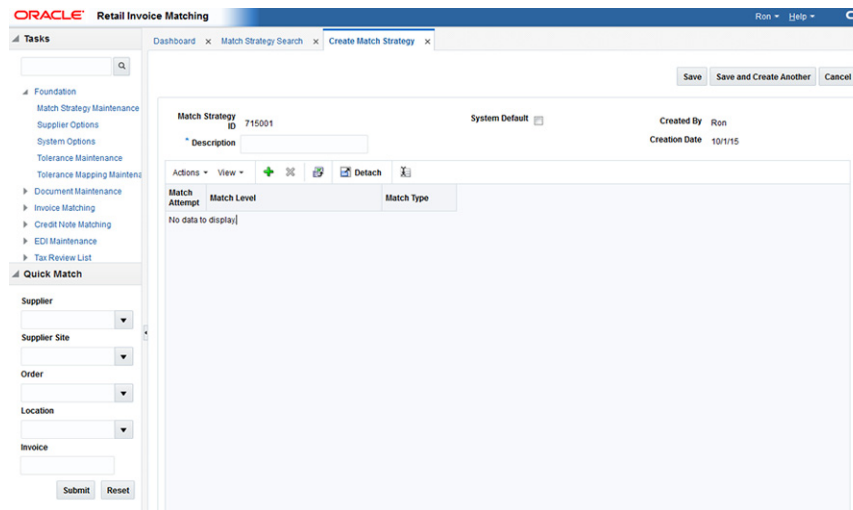 ORACLE® Retail Invoice Matching
Ron Help
Tasks
Dashboard x Match Strategy Search x Create Match Strategy x
Save Save and Create Another Cancel
Foundation
Match Strategy Maintenance
Supplier Options
System Options
Tolerance Maintenance
Tolerance Mapping Maintena
Document Maintenance
Invoice Matching
Credit Note Matching
EDI Maintenance
Tax Review List
Quick Match
Supplier
Supplier Site
Order
Location
Invoice
Submit Reset
Match Strategy ID 715001
* Description
System Default
Created By Ron
Creation Date 10/1/15
Actions View Detach
Match Attempt Match Level Match Type
No data to display